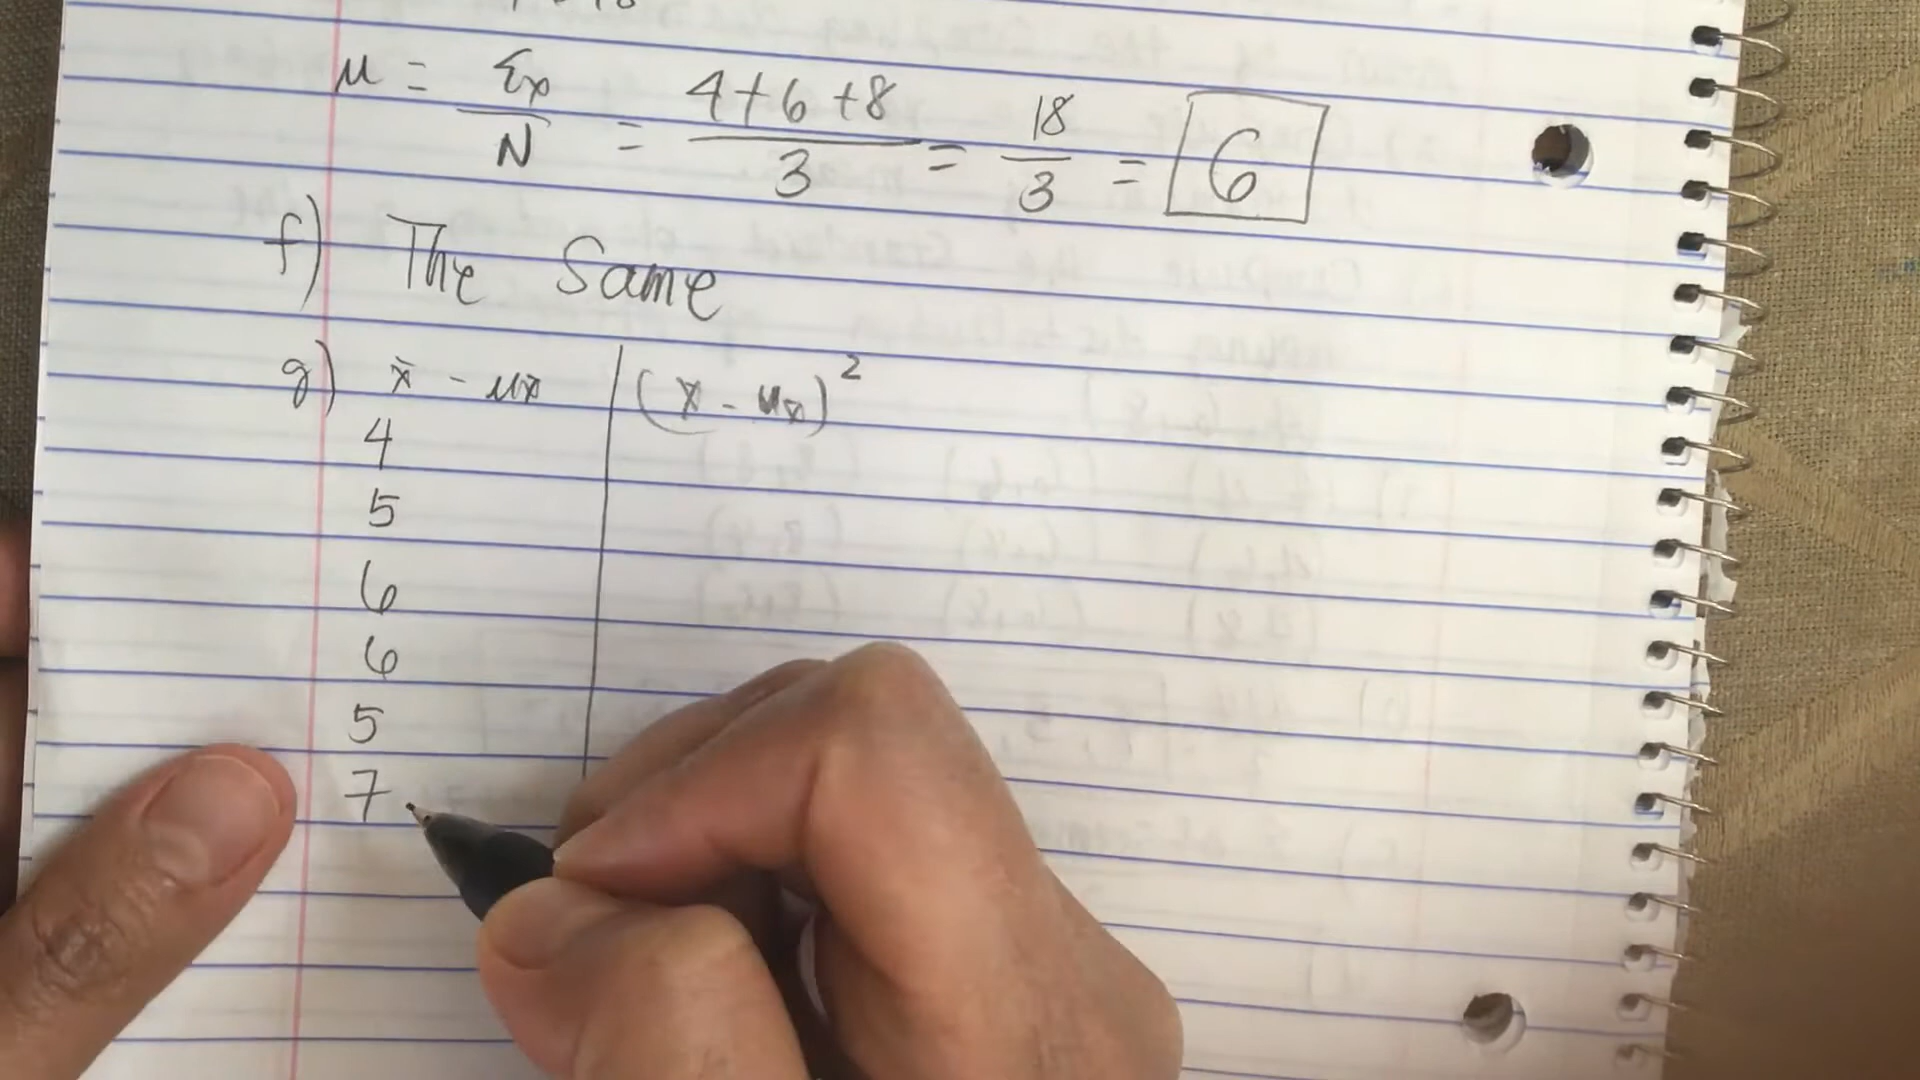 μ = Σx / N = 4+6+8 / 3 = 18 / 3 = 6
f) The Same
g) x̄ - μx̄ | (x̄ - μx̄)²
4
5
6
6
5
7